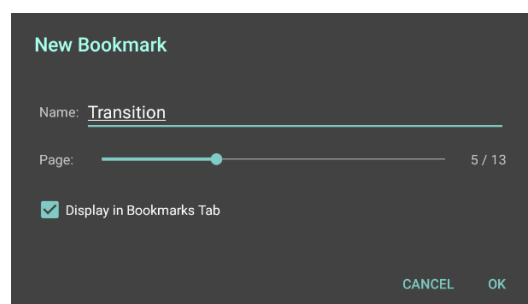 New Bookmark
Name: Transition
Page: 5 / 13
Display in Bookmarks Tab
CANCEL OK